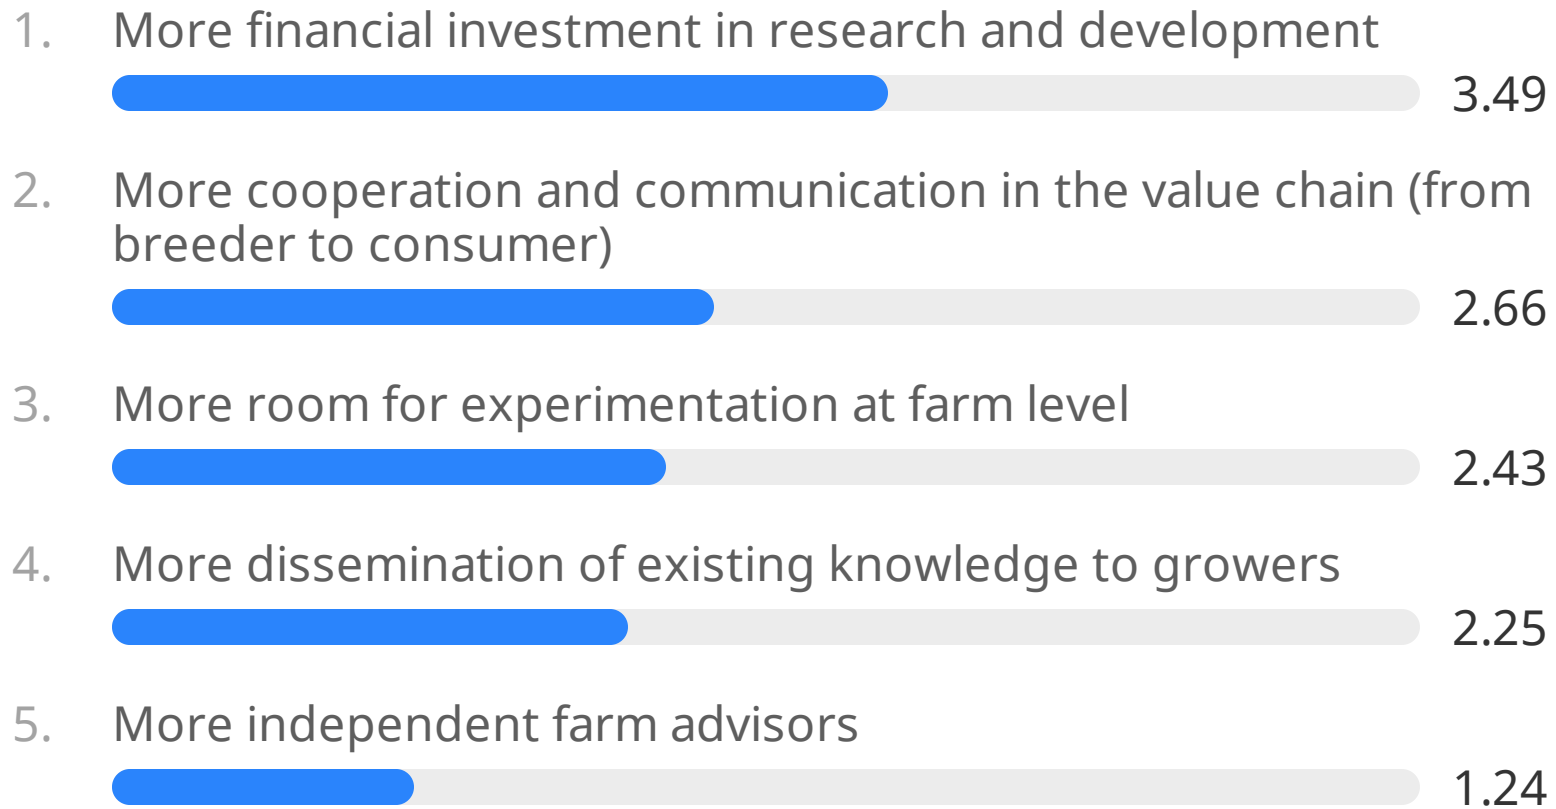 1. More financial investment in research and development
3.49
2. More cooperation and communication in the value chain (from
breeder to consumer)
2.66
3. More room for experimentation at farm level
2.43
4. More dissemination of existing knowledge to growers
2.25
5. More independent farm advisors
1.24